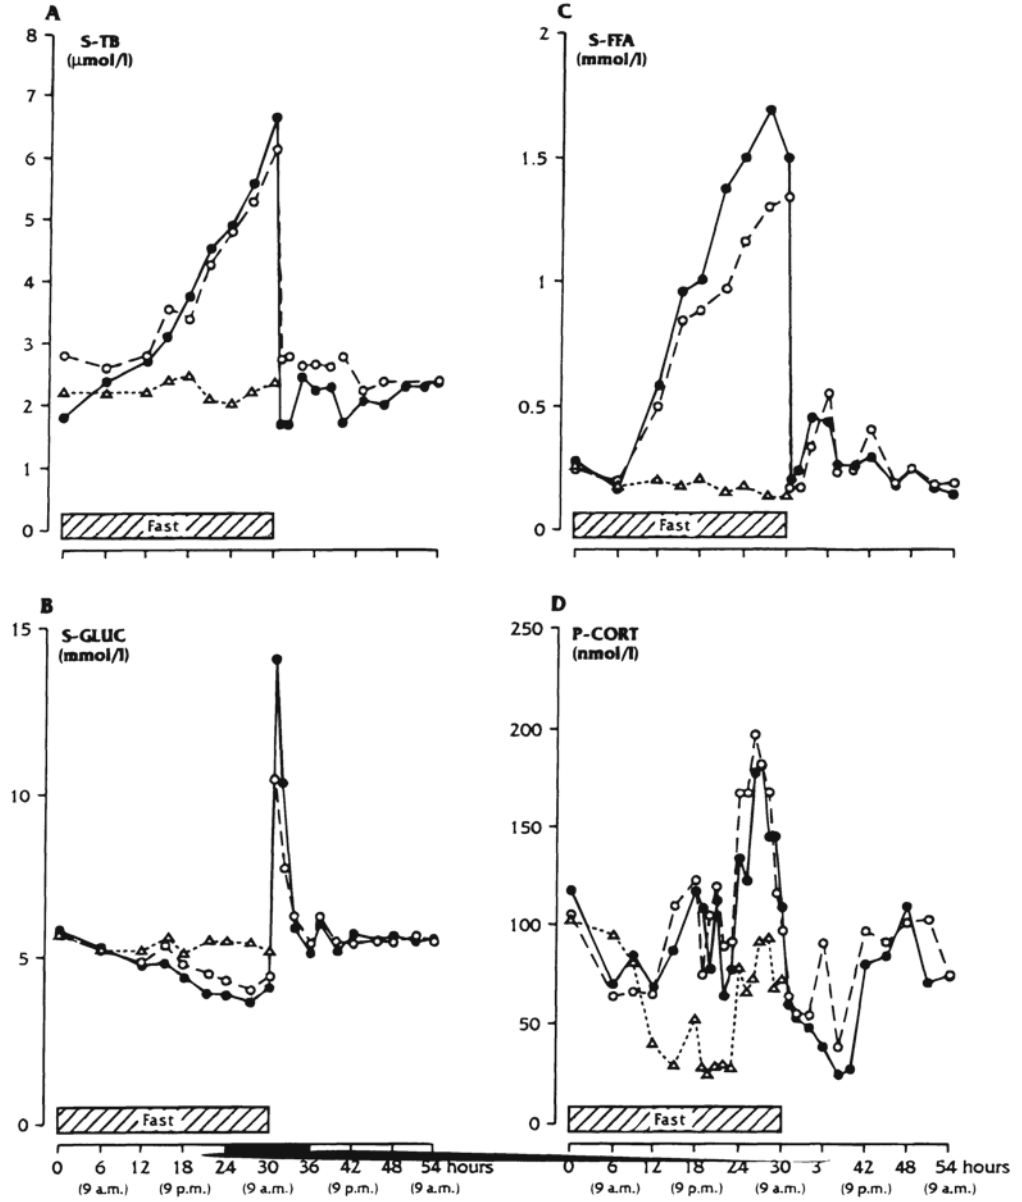 A
S-TB
(μmol/l)
8
7
6
5
4
3
2
1
0
Fast
C
S-FFA
(mmol/l)
2
1.5
1
0.5
0
Fast
B
S-GLUC
(mmol/l)
15
10
5
0
Fast
0 6 12 18 24 30 36 42 48 54 hours
(9 a.m.) (9 p.m.) (9 a.m.) (9 p.m.) (9 a.m.)
D
P-CORT
(nmol/l)
250
200
150
100
50
0
Fast
0 6 12 18 24 30 42 48 54 hours
(9 a.m.) (9 p.m.) (9 a.m.) (9 p.m.) (9 a.m.)